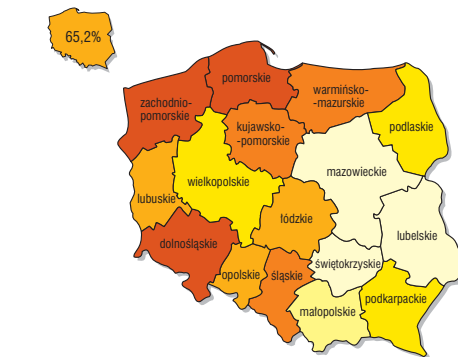 65,2%
pomorskie
zachodnio-
pomorskie
warmińsko-
-mazurskie
kujawsko-
-pomorskie
podlaskie
mazowieckie
wielkopolskie
lubuskie
łódzkie
lubelskie
dolnośląskie
świętokrzyskie
opolskie
śląskie
małopolskie
podkarpackie